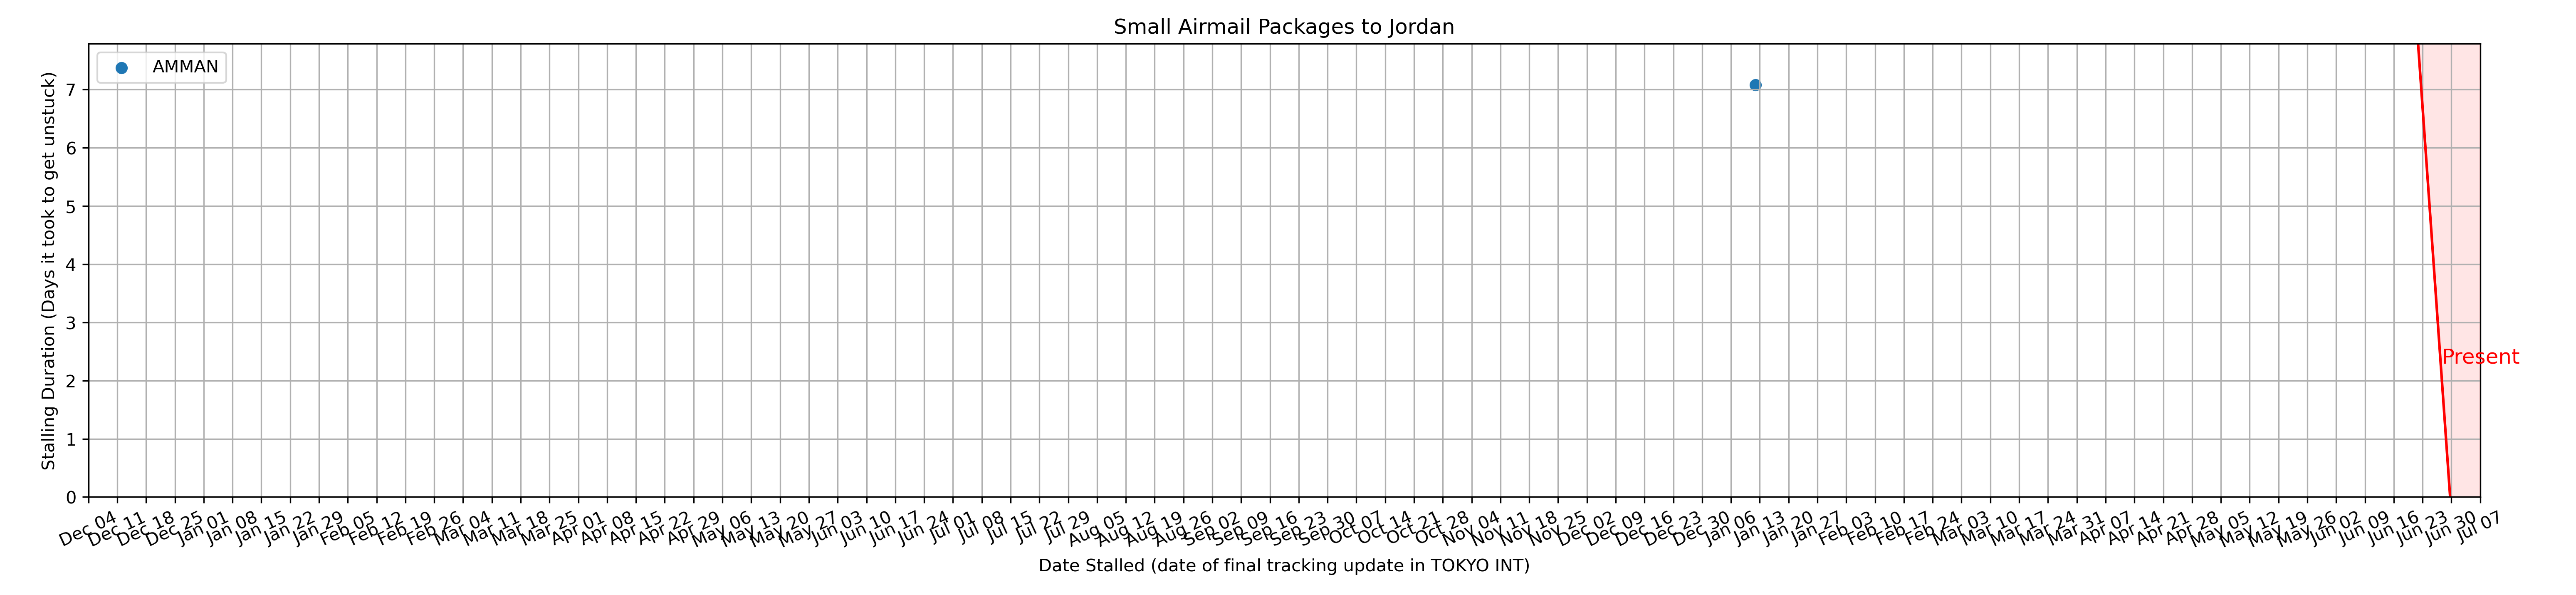 Small Airmail Packages to Jordan
AMMAN
Stalling Duration (Days it took to get unstuck)
7
6
5
4
3
2
1
0
Present
Dec 04 Dec 11 Dec 18 Dec 25 Jan 01 Jan 08 Jan 15 Jan 22 Jan 29 Feb 05 Feb 12 Feb 19 Feb 26 Mar 04 Mar 11 Mar 18 Mar 25 Apr 01 Apr 08 Apr 15 Apr 22 Apr 29 May 06 May 13 May 20 May 27 Jun 03 Jun 10 Jun 17 Jun 24 Jul 01 Jul 08 Jul 15 Jul 22 Jul 29 Aug 05 Aug 12 Aug 19 Aug 26 Sep 02 Sep 09 Sep 16 Sep 23 Sep 30 Oct 07 Oct 14 Oct 21 Oct 28 Nov 04 Nov 11 Nov 18 Nov 25 Dec 02 Dec 09 Dec 16 Dec 23 Dec 30 Jan 06 Jan 13 Jan 20 Jan 27 Feb 03 Feb 10 Feb 17 Feb 24 Mar 03 Mar 10 Mar 17 Mar 24 Mar 31 Apr 07 Apr 14 Apr 21 Apr 28 May 05 May 12 May 19 May 26 Jun 02 Jun 09 Jun 16 Jun 23 Jun 30 Jul 07
Date Stalled (date of final tracking update in TOKYO INT)